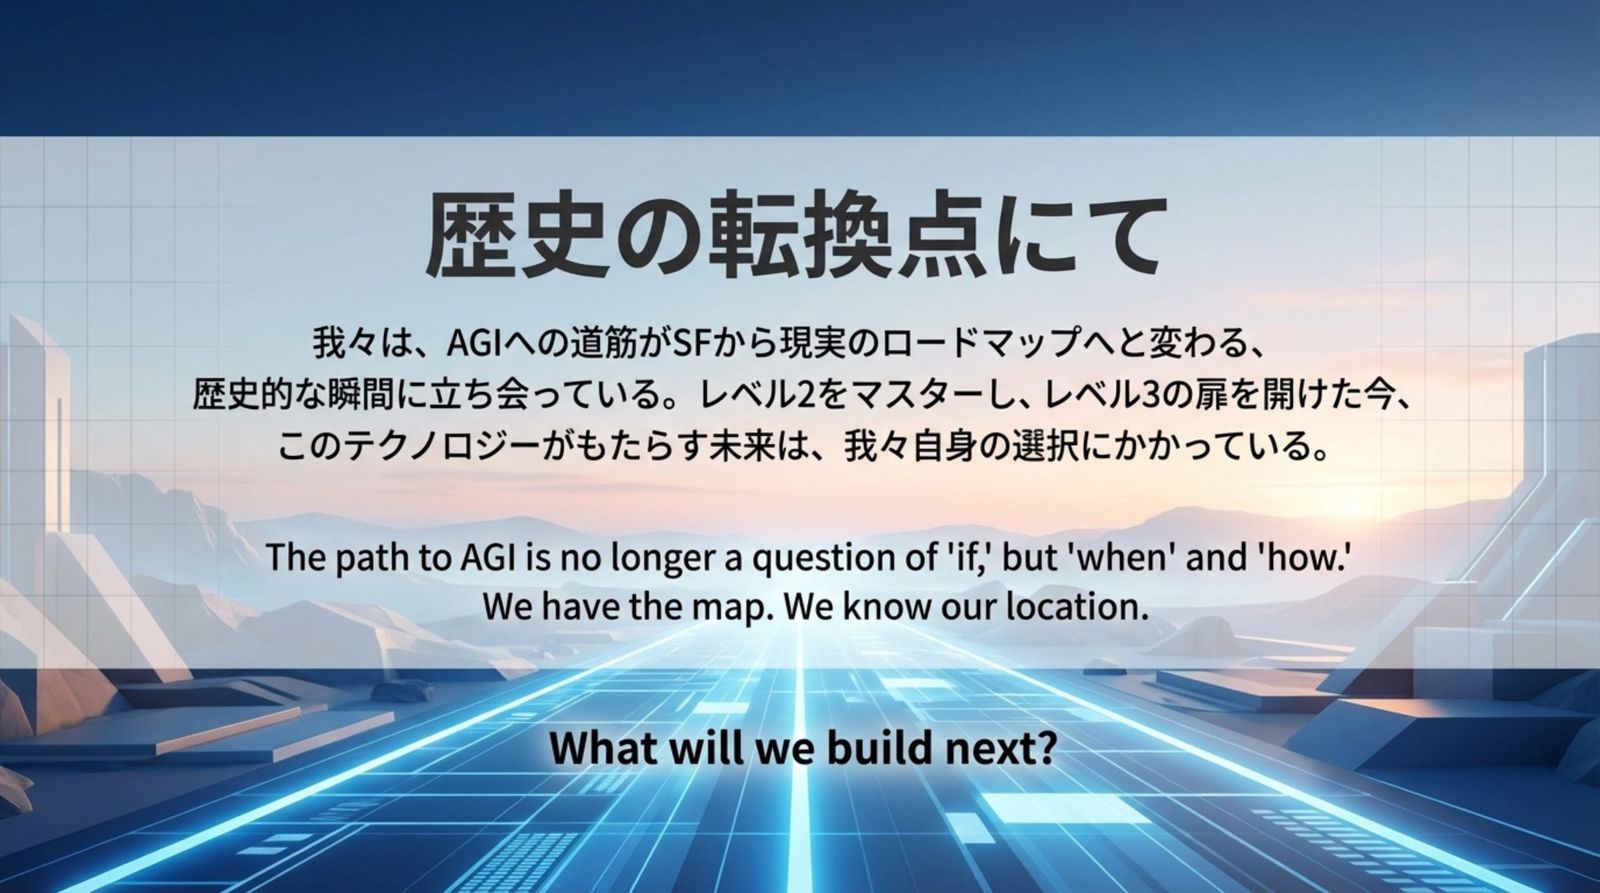 歴史の転換点にて
我々は、AGIへの道筋がSFから現実のロードマップへと変わる、
歴史的な瞬間に立ち会っている。レベル2をマスターし、レベル3の扉を開けた今、
このテクノロジーがもたらす未来は、我々自身の選択にかかっている。
The path to AGI is no longer a question of 'if,' but 'when' and 'how.'
We have the map. We know our location.
What will we build next?